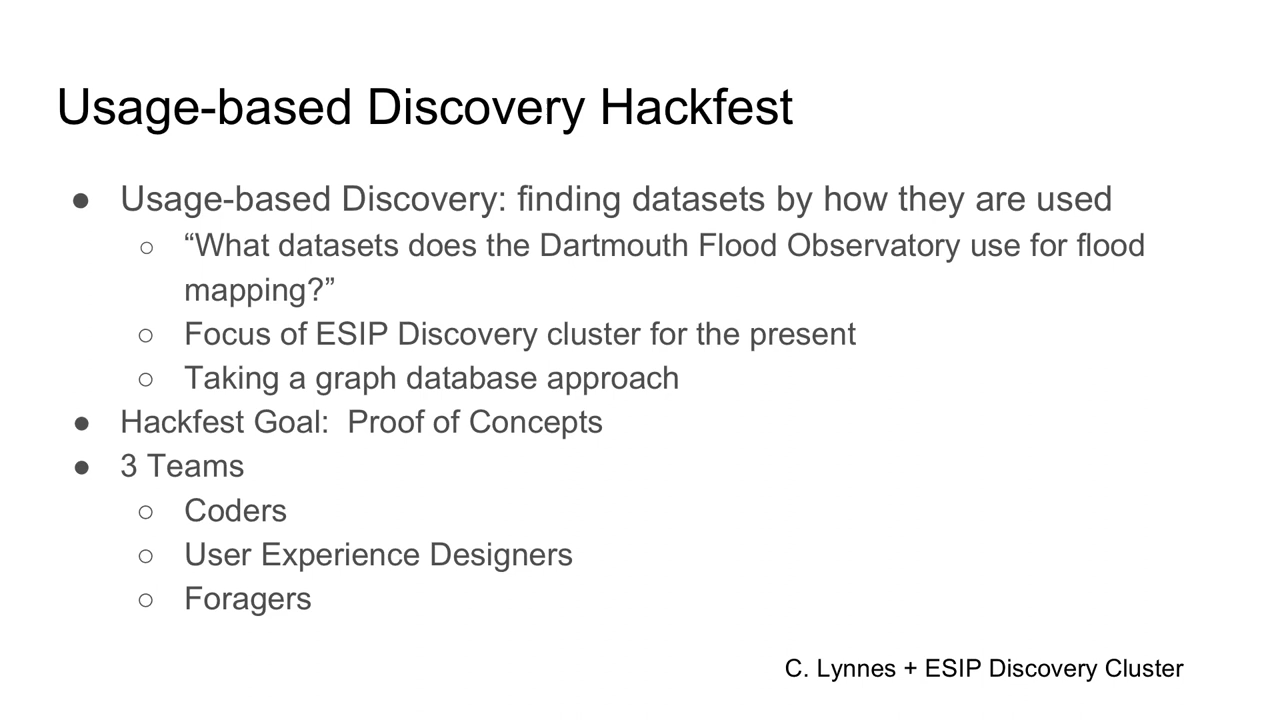 Usage-based Discovery Hackfest
● Usage-based Discovery: finding datasets by how they are used
○ “What datasets does the Dartmouth Flood Observatory use for flood
mapping?”
○ Focus of ESIP Discovery cluster for the present
○ Taking a graph database approach
● Hackfest Goal:  Proof of Concepts
● 3 Teams
○ Coders
○ User Experience Designers
○ Foragers
C. Lynnes + ESIP Discovery Cluster